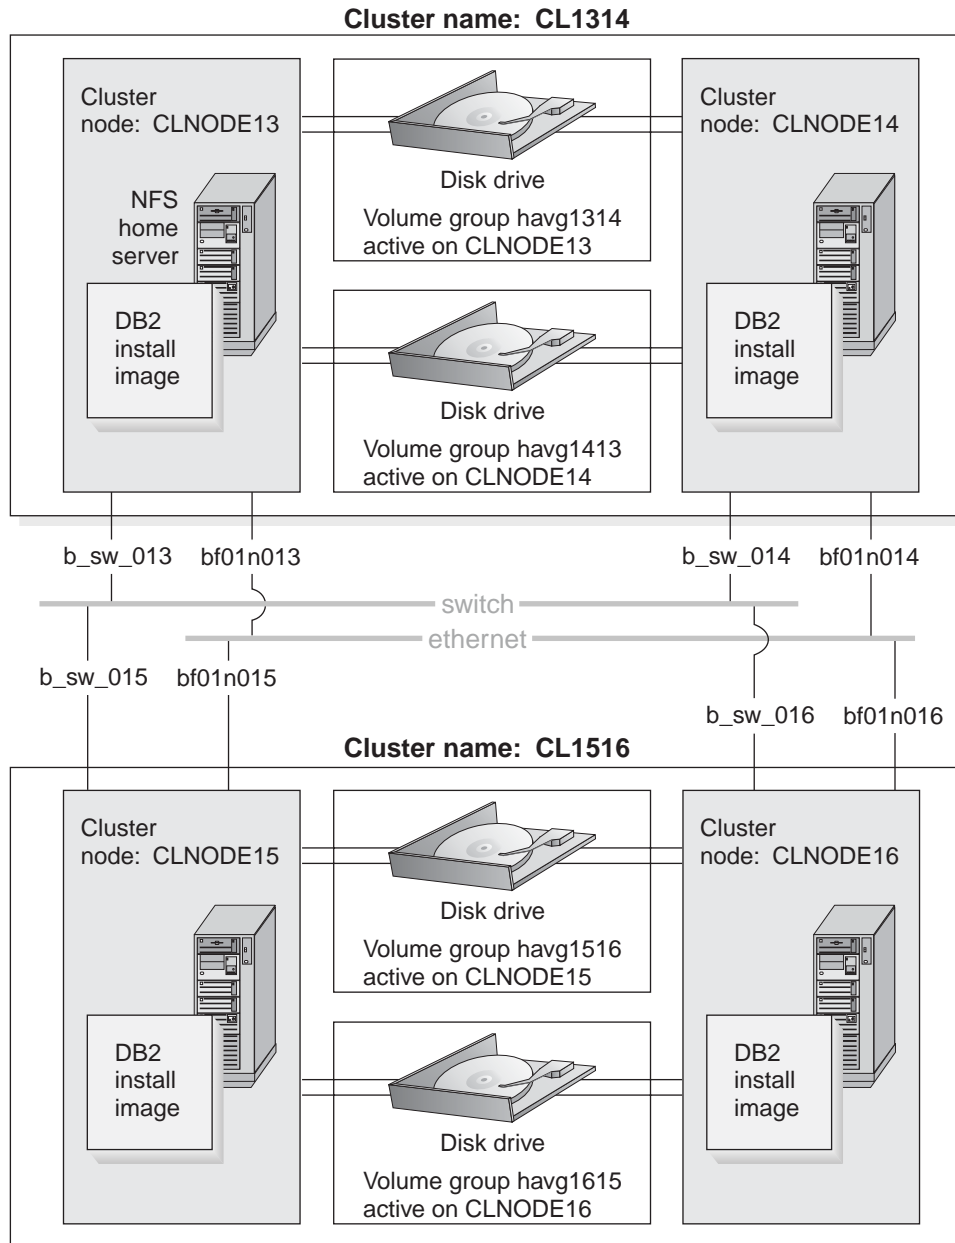 Cluster name: CL1314
Cluster
node: CLNODE13
NFS
home
server
DB2
install
image
Disk drive
Volume group havg1314
active on CLNODE13
Disk drive
Volume group havg1413
active on CLNODE14
Cluster
node: CLNODE14
DB2
install
image
b_sw_013
bf01n013
b_sw_014
bf01n014
switch
ethernet
b_sw_015
bf01n015
b_sw_016
bf01n016
Cluster name: CL1516
Cluster
node: CLNODE15
DB2
install
image
Disk drive
Volume group havg1516
active on CLNODE15
Disk drive
Volume group havg1615
active on CLNODE16
Cluster
node: CLNODE16
DB2
install
image